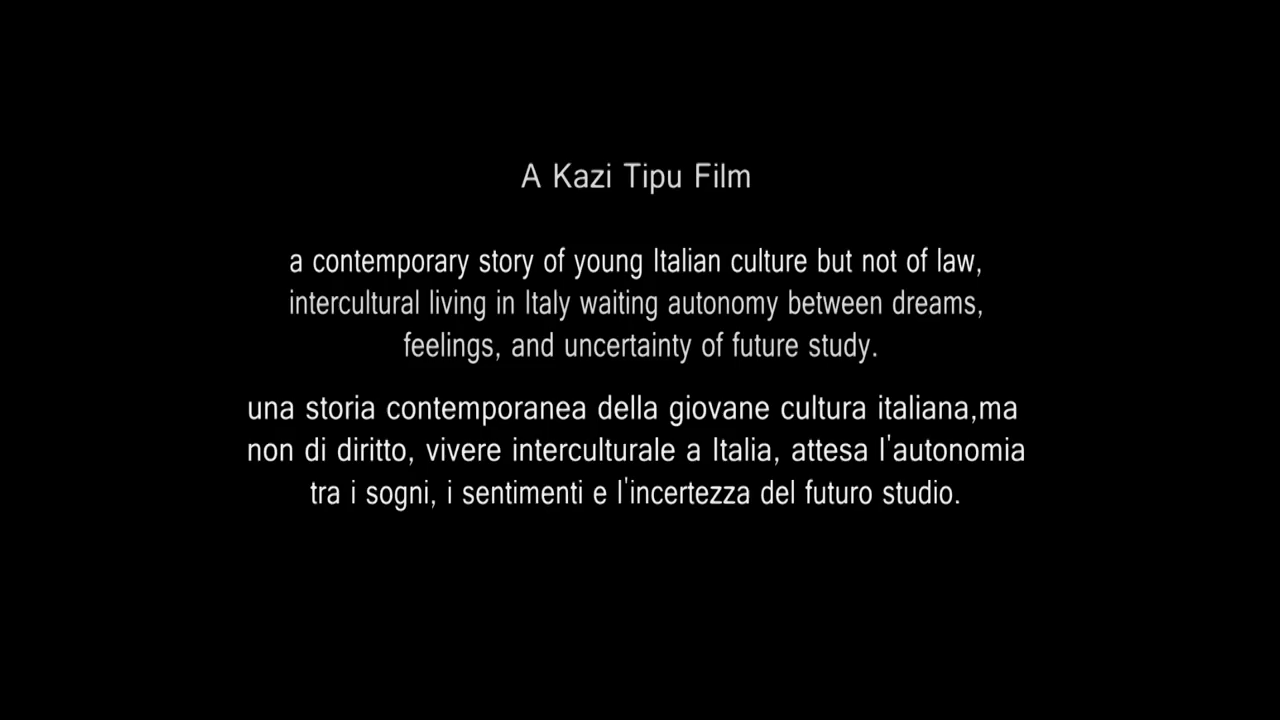 A Kazi Tipu Film
a contemporary story of young Italian culture but not of law,
intercultural living in Italy waiting autonomy between dreams,
feelings, and uncertainty of future study.
una storia contemporanea della giovane cultura italiana,ma
non di diritto, vivere interculturale a Italia, attesa l'autonomia
tra i sogni, i sentimenti e l'incertezza del futuro studio.